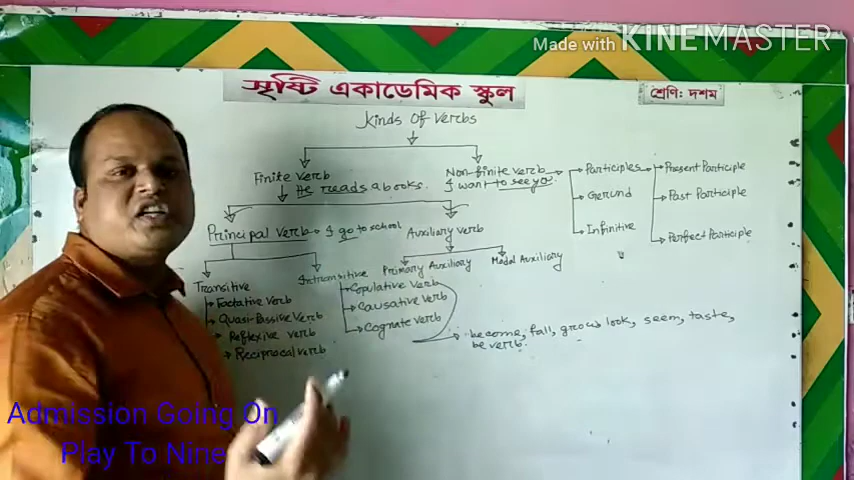 Made with KINEMASTER
সৃষ্টি একাডেমিক স্কুল
শ্রেণি: দশম
Kinds Of Verbs
Finite verb
Non-finite verb
He reads a books.
I want to see you.
Participles
Gerund
Infinitive
Present Participle
Past Participle
Perfect Participle
Principal verb
I go to school
Auxiliary verb
Primary Auxiliary
Modal Auxiliary
Transitive
Factative Verb
Quasi-Passive Verb
Reflexive verb
Reciprocal verb
Intransitive
Copulative Verb
Causative Verb
Cognate verb
become, fall, grow, look, seem, taste,
be verb.
Admission Going On
Play To Nine